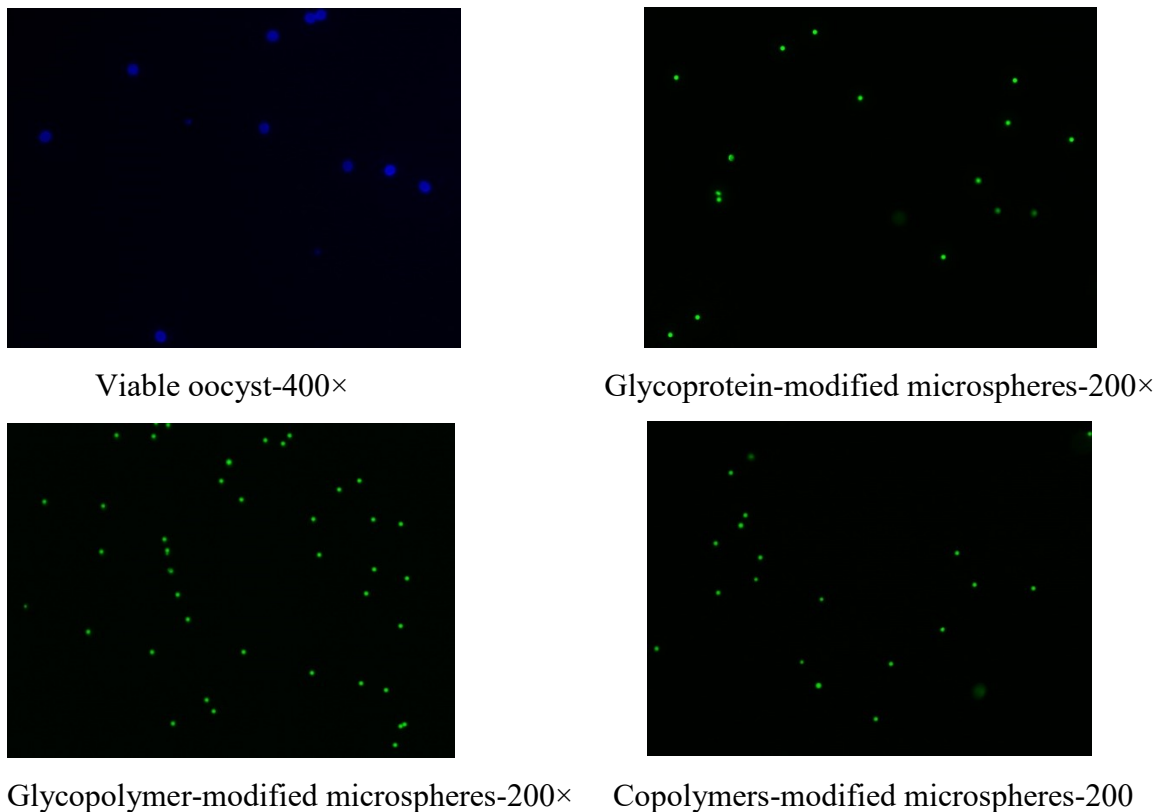 Viable oocyst-400×
Glycoprotein-modified microspheres-200×
Glycopolymer-modified microspheres-200×
Copolymers-modified microspheres-200